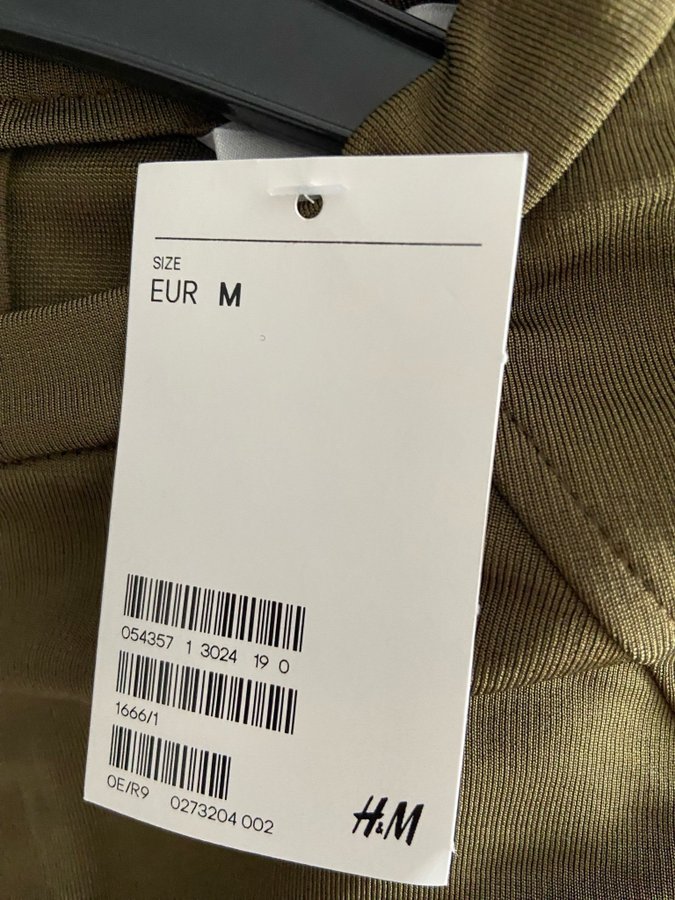 SIZE
EUR M
054357 1 3024 19 0
1666/1
0E/R9 0273204 002
H&M